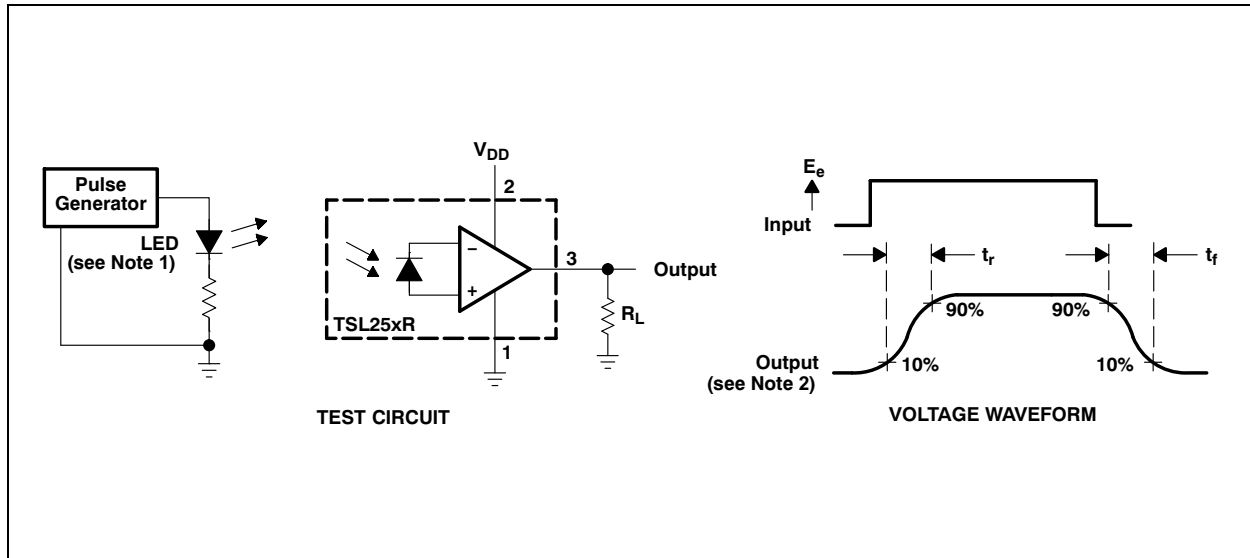 Pulse
Generator
LED
(see Note 1)
V_DD
2
−
+
3
Output
R_L
TSL25xR
1
TEST CIRCUIT
E_e
Input
t_r
t_f
90%
90%
10%
10%
Output
(see Note 2)
VOLTAGE WAVEFORM